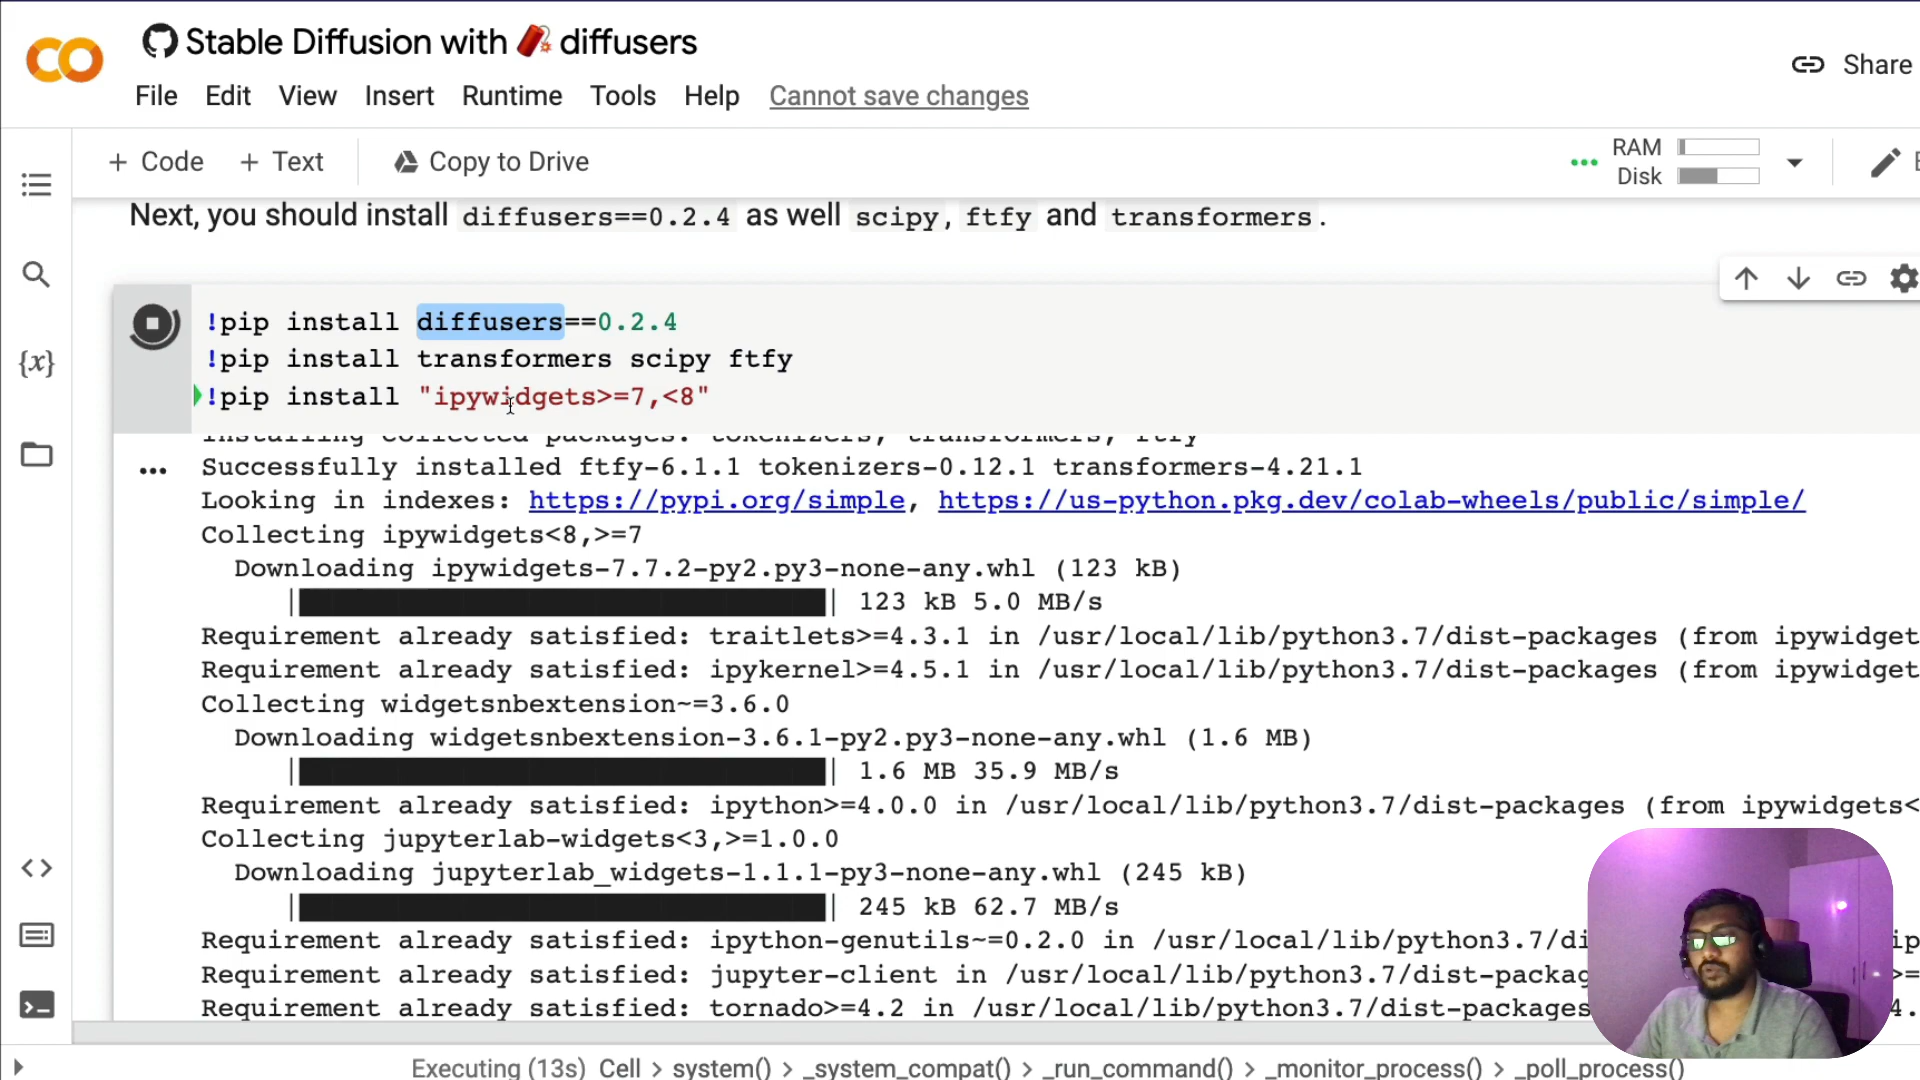 Stable Diffusion with 🧨 diffusers
Share
File Edit View Insert Runtime Tools Help Cannot save changes
+ Code + Text Copy to Drive
RAM
Disk
Next, you should install diffusers==0.2.4 as well scipy, ftfy and transformers.
!pip install diffusers==0.2.4
!pip install transformers scipy ftfy
!pip install "ipywidgets>=7,<8"
Installing collected packages: tokenizers, transformers, ftfy
Successfully installed ftfy-6.1.1 tokenizers-0.12.1 transformers-4.21.1
Looking in indexes: https://pypi.org/simple, https://us-python.pkg.dev/colab-wheels/public/simple/
Collecting ipywidgets<8,>=7
Downloading ipywidgets-7.7.2-py2.py3-none-any.whl (123 kB)
123 kB 5.0 MB/s
Requirement already satisfied: traitlets>=4.3.1 in /usr/local/lib/python3.7/dist-packages (from ipywidget
Requirement already satisfied: ipykernel>=4.5.1 in /usr/local/lib/python3.7/dist-packages (from ipywidget
Collecting widgetsnbextension~=3.6.0
Downloading widgetsnbextension-3.6.1-py2.py3-none-any.whl (1.6 MB)
1.6 MB 35.9 MB/s
Requirement already satisfied: ipython>=4.0.0 in /usr/local/lib/python3.7/dist-packages (from ipywidgets<
Collecting jupyterlab-widgets<3,>=1.0.0
Downloading jupyterlab_widgets-1.1.1-py3-none-any.whl (245 kB)
245 kB 62.7 MB/s
Requirement already satisfied: ipython-genutils~=0.2.0 in /usr/local/lib/python3.7/di ip
Requirement already satisfied: jupyter-client in /usr/local/lib/python3.7/dist-packag >=
Requirement already satisfied: tornado>=4.2 in /usr/local/lib/python3.7/dist-packages 4.
Executing (13s) Cell > system() > _system_compat() > _run_command() > _monitor_process() > _poll_process()